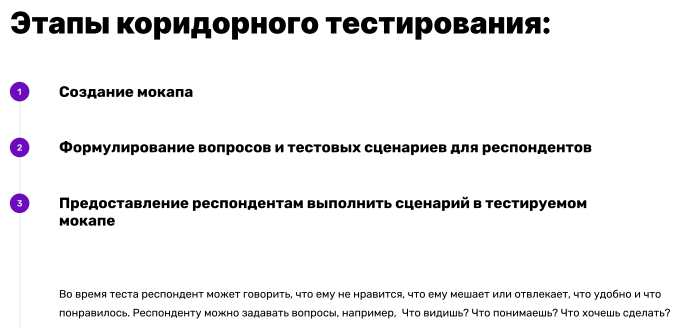 Этапы коридорного тестирования:
1 Создание мокапа
2 Формулирование вопросов и тестовых сценариев для респондентов
3 Предоставление респондентам выполнить сценарий в тестируемом
мокапе
Во время теста респондент может говорить, что ему не нравится, что ему мешает или отвлекает, что удобно и что
понравилось. Респонденту можно задавать вопросы, например,  Что видишь? Что понимаешь? Что хочешь сделать?